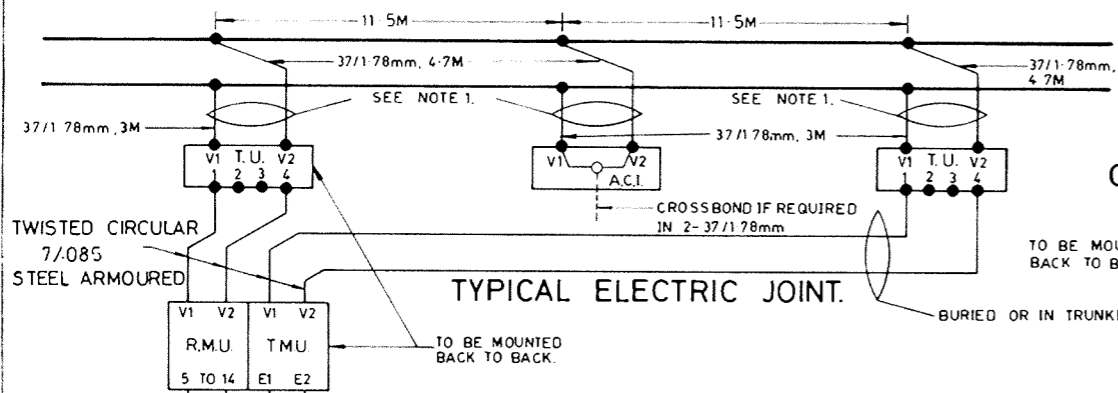 11·5M 11·5M
37/1·78mm, 4·7M
37/1·78mm,
4·7M
SEE NOTE 1.
SEE NOTE 1.
37/1·78mm, 3M
37/1·78mm, 3M
V1 T.U. V2
1 2 3 4
V1 V2
A.C.I.
V1 T.U. V2
1 2 3 4
CROSSBOND IF REQUIRED
IN 2-37/1·78mm
TWISTED CIRCULAR
7/·085
STEEL ARMOURED
TO BE
BACK TO
TYPICAL ELECTRIC JOINT.
BURIED OR IN
V1 V2 V1 V2
R.M.U. T.M.U.
5 TO 14 E1 E2
TO BE MOUNTED
BACK TO BACK.